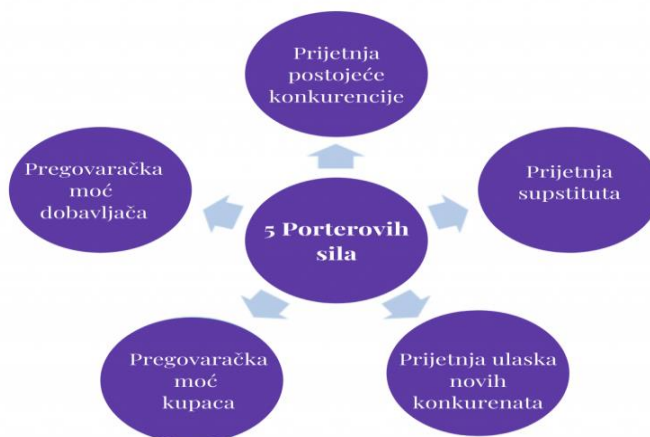 Prijetnja
postojeće
konkurencije
Pregovaračka
moć
dobavljača
Prijetnja
supstituta
5 Porterovih
sila
Pregovaračka
moć
kupaca
Prijetnja ulaska
novih
konkurenata